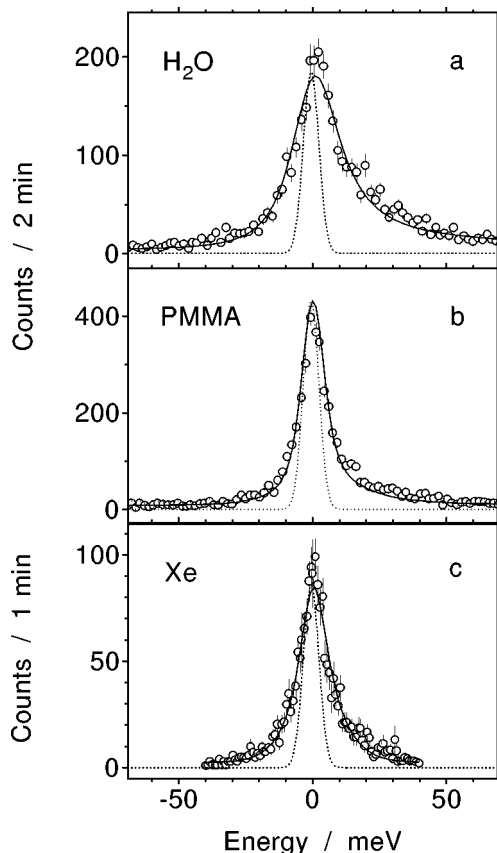 H₂O
a
200
100
0
Counts / 2 min
PMMA
b
400
200
0
Xe
c
100
50
0
Counts / 1 min
-50
0
50
Energy / meV